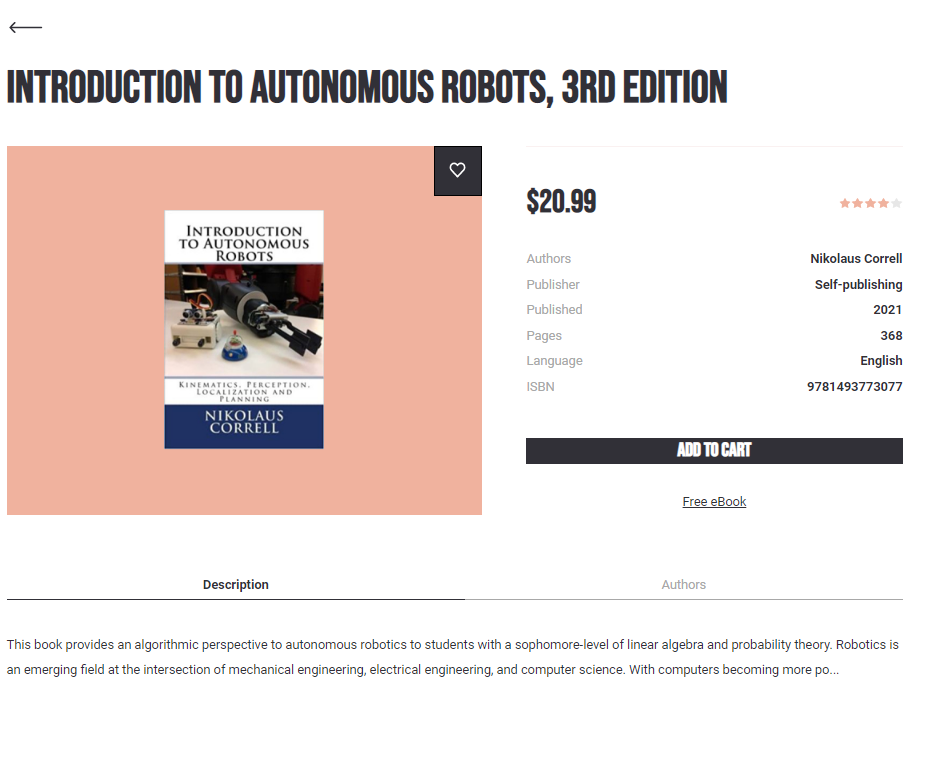 INTRODUCTION TO AUTONOMOUS ROBOTS, 3RD EDITION
INTRODUCTION
TO AUTONOMOUS
ROBOTS
KINEMATICS, PERCEPTION,
LOCALIZATION AND
PLANNING
NIKOLAUS
CORRELL
$20.99
Authors Nikolaus Correll
Publisher Self-publishing
Published 2021
Pages 368
Language English
ISBN 9781493773077
ADD TO CART
Free eBook
Description Authors
This book provides an algorithmic perspective to autonomous robotics to students with a sophomore-level of linear algebra and probability theory. Robotics is
an emerging field at the intersection of mechanical engineering, electrical engineering, and computer science. With computers becoming more po...